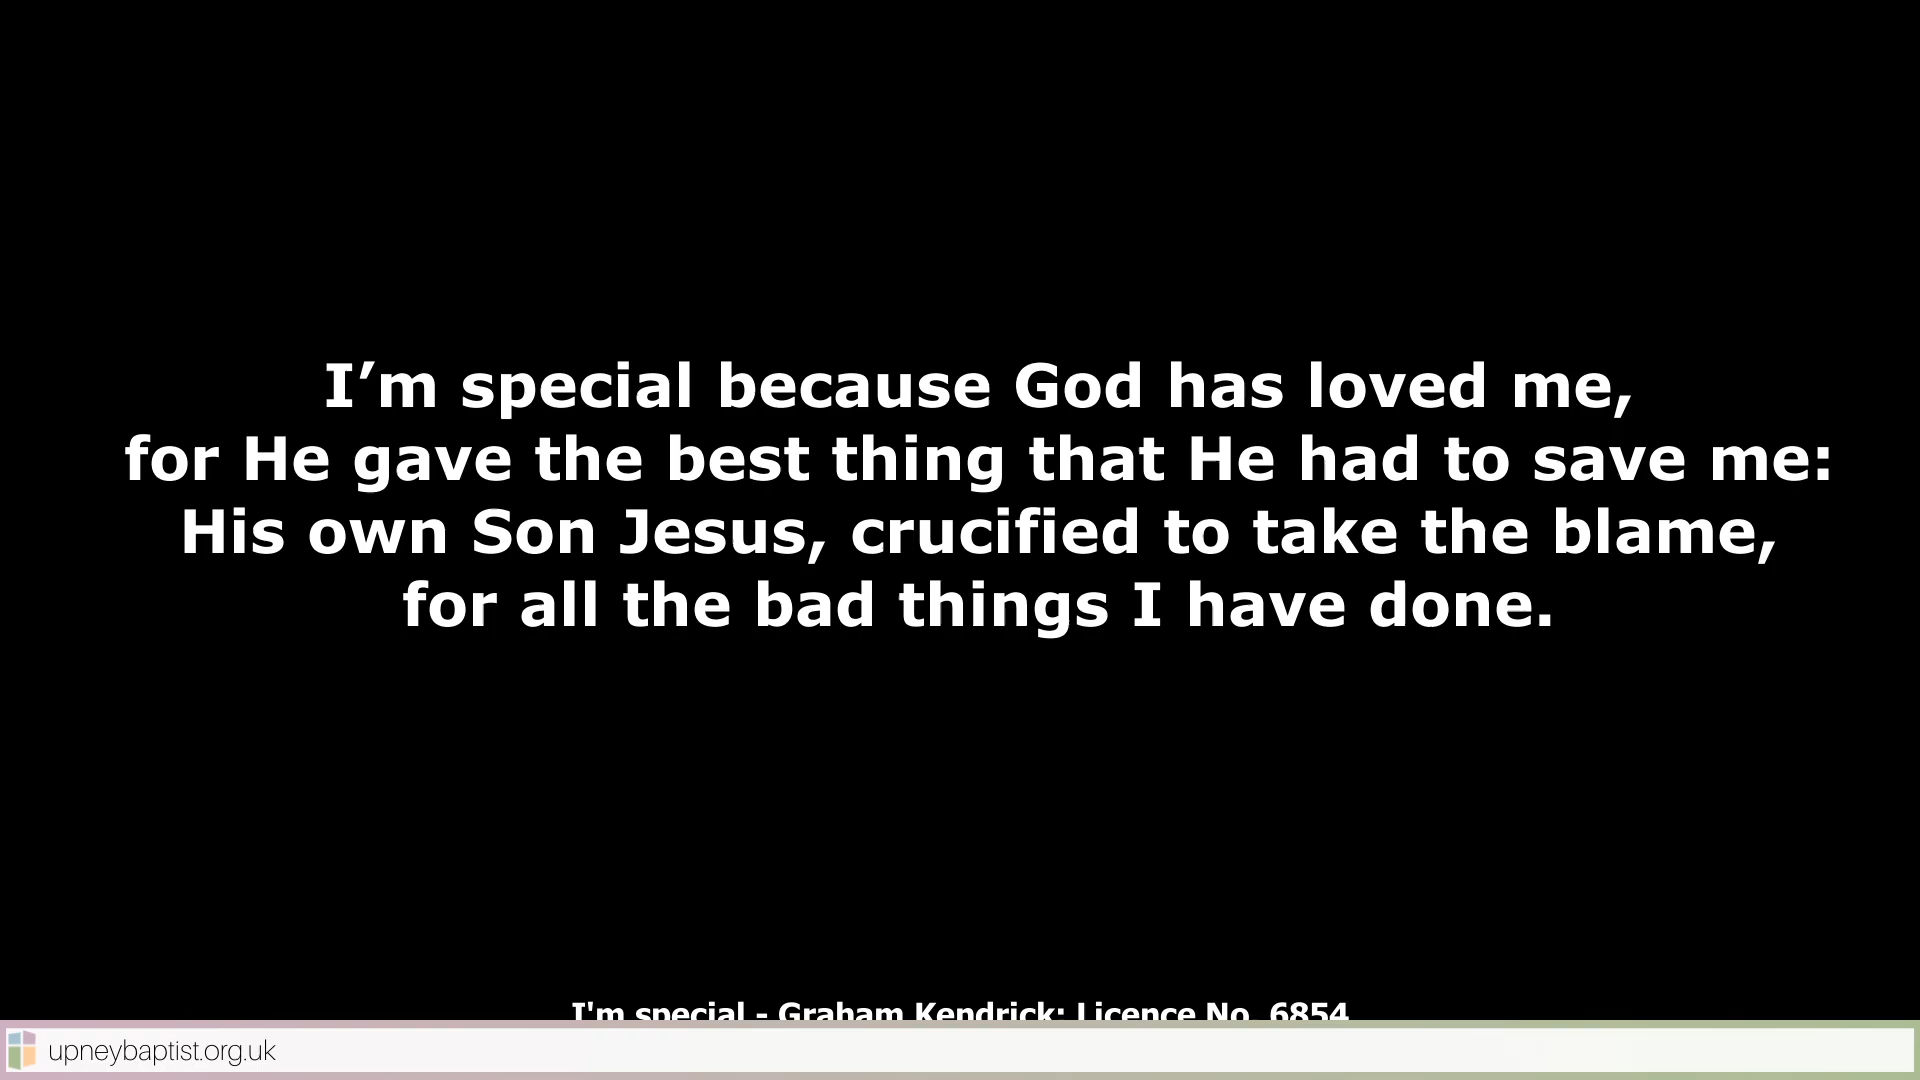 I’m special because God has loved me,
for He gave the best thing that He had to save me:
His own Son Jesus, crucified to take the blame,
for all the bad things I have done.
I'm special - Graham Kendrick: Licence No. 6854
upneybaptist.org.uk